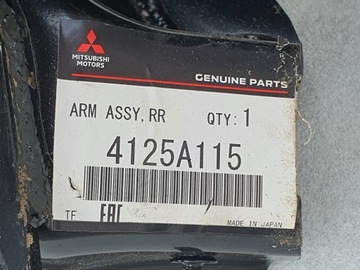 MITSUBISHI
MOTORS
GENUINE PARTS
ARM ASSY,RR QTY:1
4125A115
TF EAC
MADE IN JAPAN